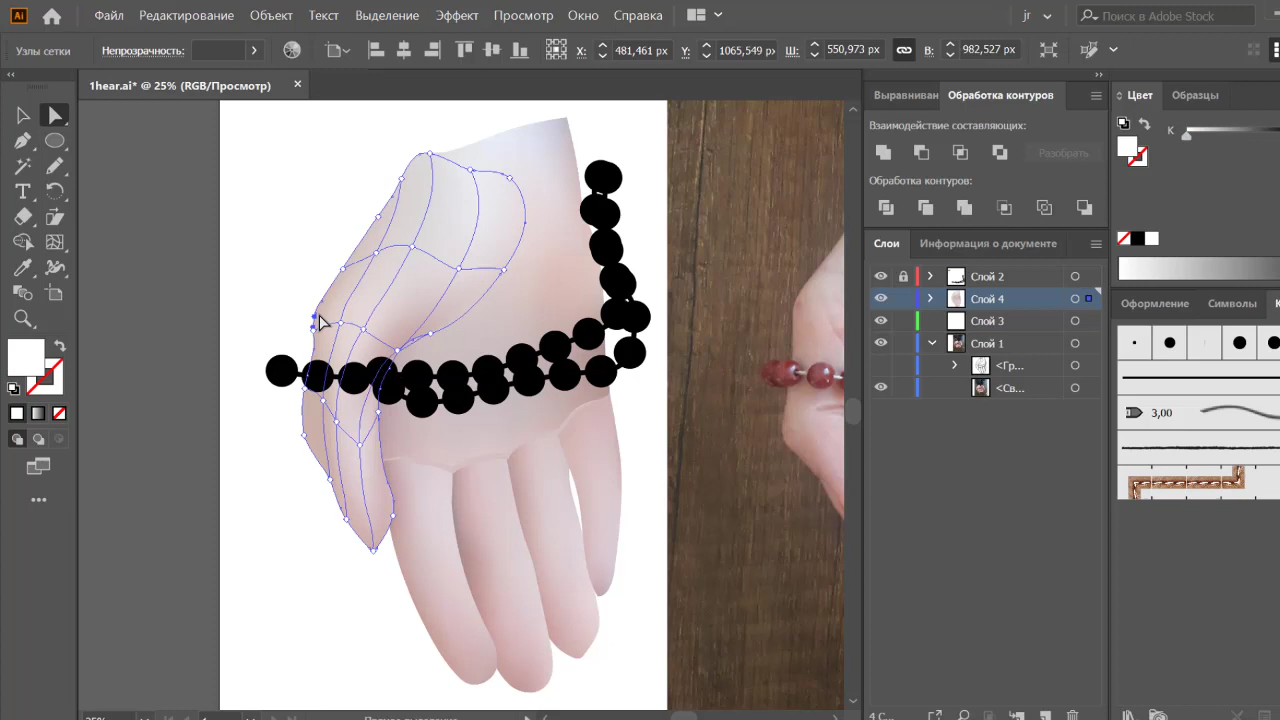 Ai Файл Редактирование Объект Текст Выделение Эффект Просмотр Окно Справка jr Поиск в Adobe Stock
Узлы сетки Непрозрачность: X: 481,461 px Y: 1065,549 px Ш: 550,973 px В: 982,527 px
1hear.ai* @ 25% (RGB/Просмотр)
Обработка контуров Цвет Образцы
Взаимодействие составляющих:
K
Разобрать
Обработка контуров:
Слои Информация о документе
Слой 2
Слой 4
Оформление Символы
Слой 3
Слой 1
<Гр...
<Св...
3,00
25%